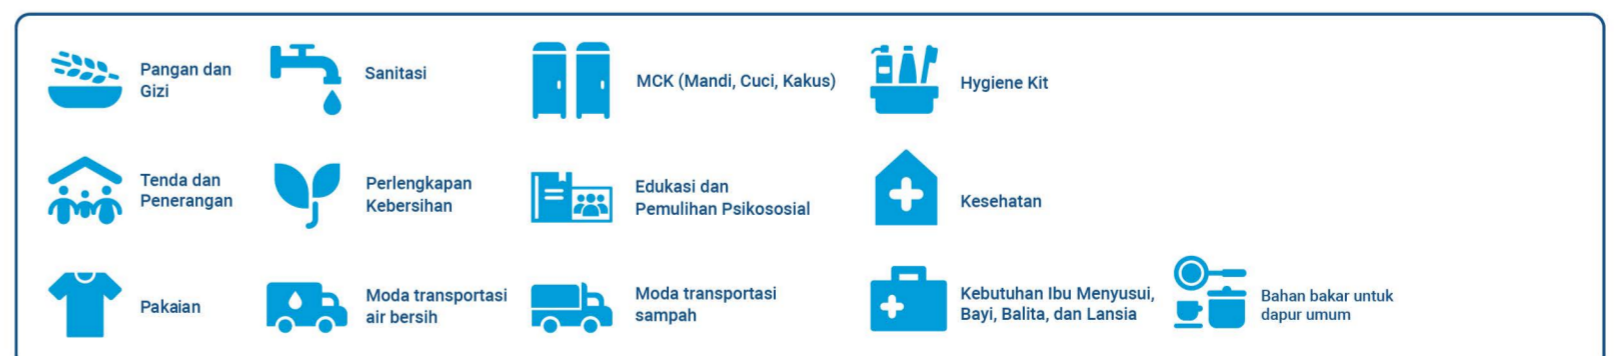 Pangan dan
Gizi
Sanitasi
MCK (Mandi, Cuci, Kakus)
Hygiene Kit
Tenda dan
Penerangan
Perlengkapan
Kebersihan
Edukasi dan
Pemulihan Psikososial
Kesehatan
Pakaian
Moda transportasi
air bersih
Moda transportasi
sampah
Kebutuhan Ibu Menyusui,
Bayi, Balita, dan Lansia
Bahan bakar untuk
dapur umum